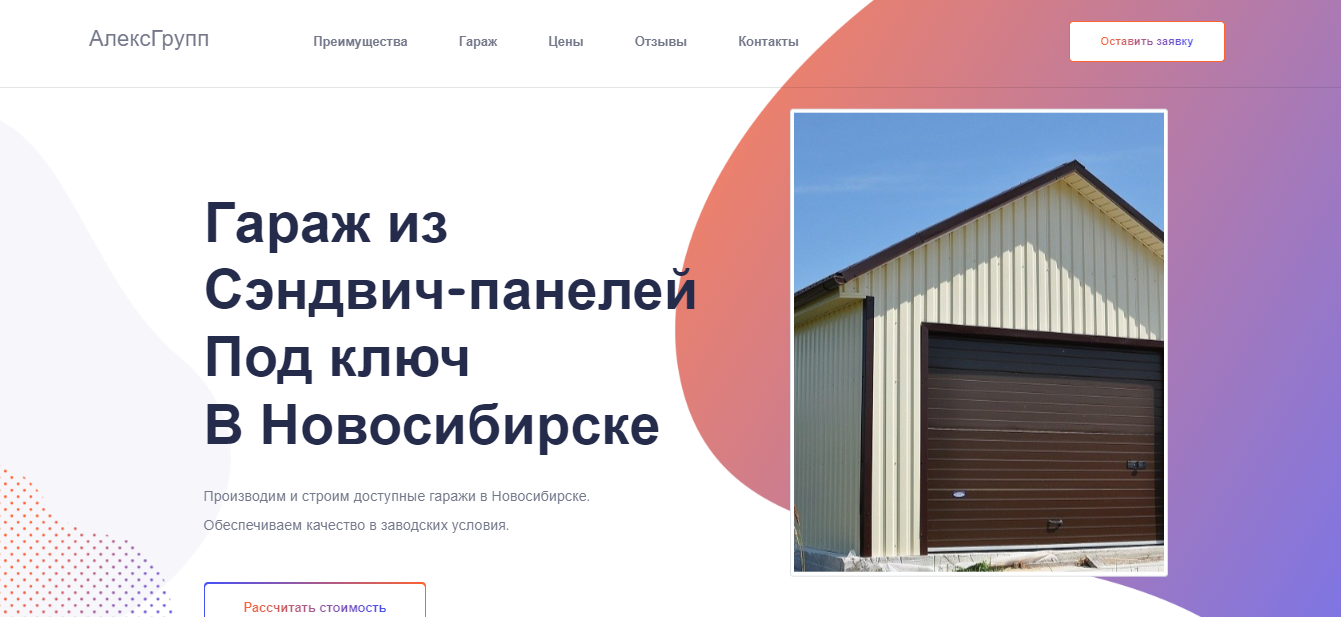 АлексГрупп
Преимущества Гараж Цены Отзывы Контакты
Оставить заявку
Гараж из
Сэндвич-панелей
Под ключ
В Новосибирске
Производим и строим доступные гаражи в Новосибирске.
Обеспечиваем качество в заводских условия.
Рассчитать стоимость